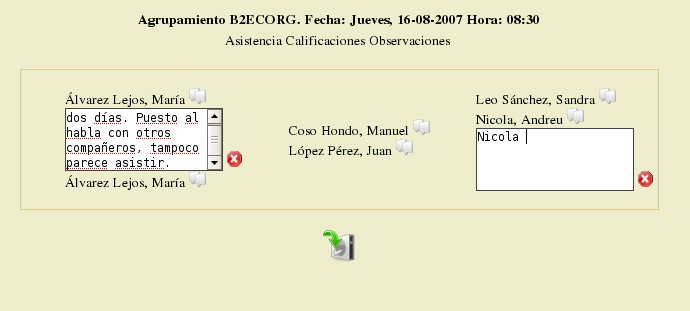 Agrupamiento B2ECORG. Fecha: Jueves, 16-08-2007 Hora: 08:30
Asistencia Calificaciones Observaciones
Álvarez Lejos, María
dos días. Puesto al
habla con otros
compañeros, tampoco
parece asistir.
Álvarez Lejos, María
Coso Hondo, Manuel
López Pérez, Juan
Leo Sánchez, Sandra
Nicola, Andreu
Nicola